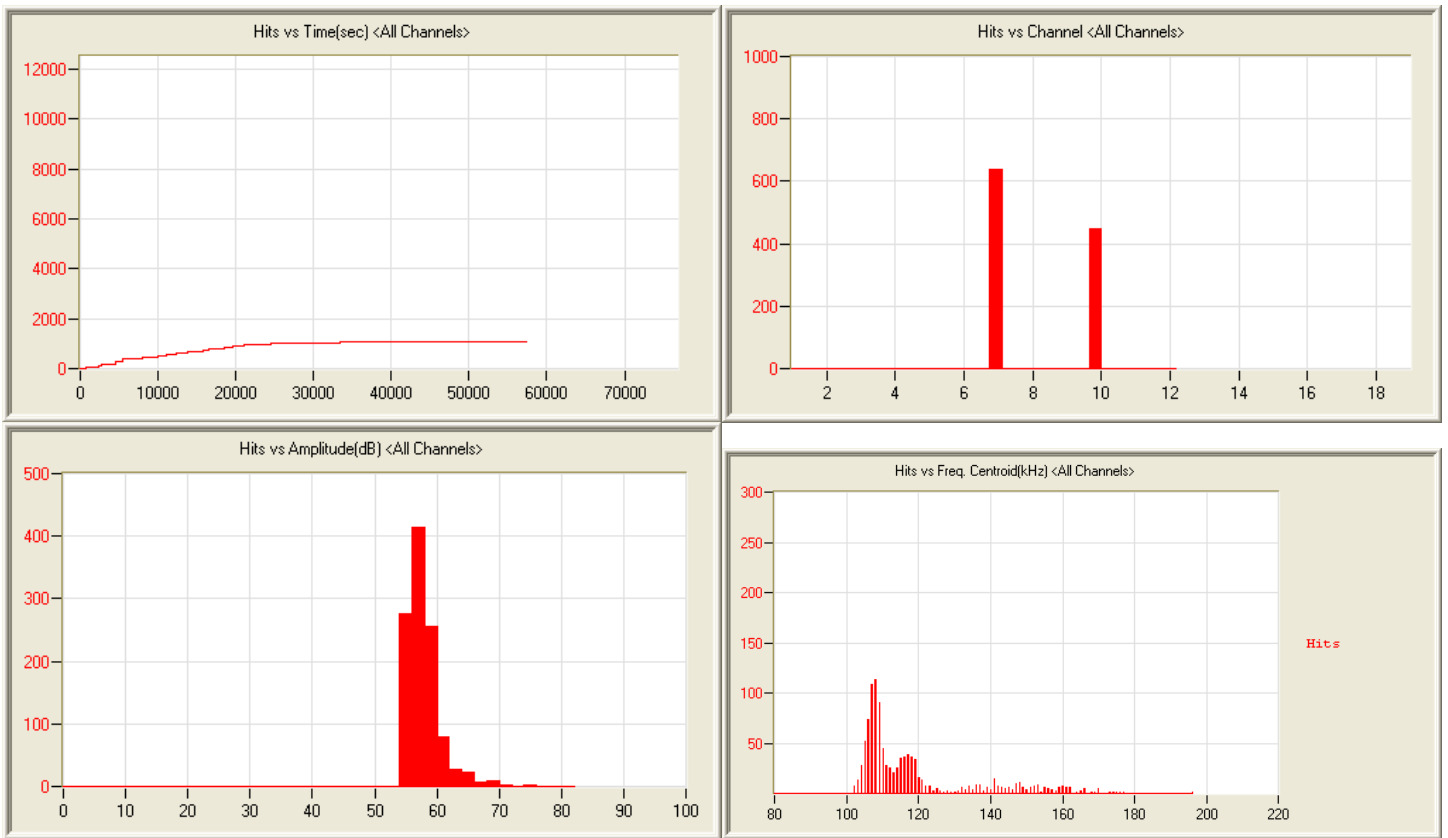 Hits vs Time(sec) <All Channels>
12000
10000
8000
6000
4000
2000
0
0 10000 20000 30000 40000 50000 60000 70000
Hits vs Channel <All Channels>
1000
800
600
400
200
0
2 4 6 8 10 12 14 16 18
Hits vs Amplitude(dB) <All Channels>
500
400
300
200
100
0
0 10 20 30 40 50 60 70 80 90 100
Hits vs Freq. Centroid(kHz) <All Channels>
300
250
200
150
100
50
80 100 120 140 160 180 200 220
Hits